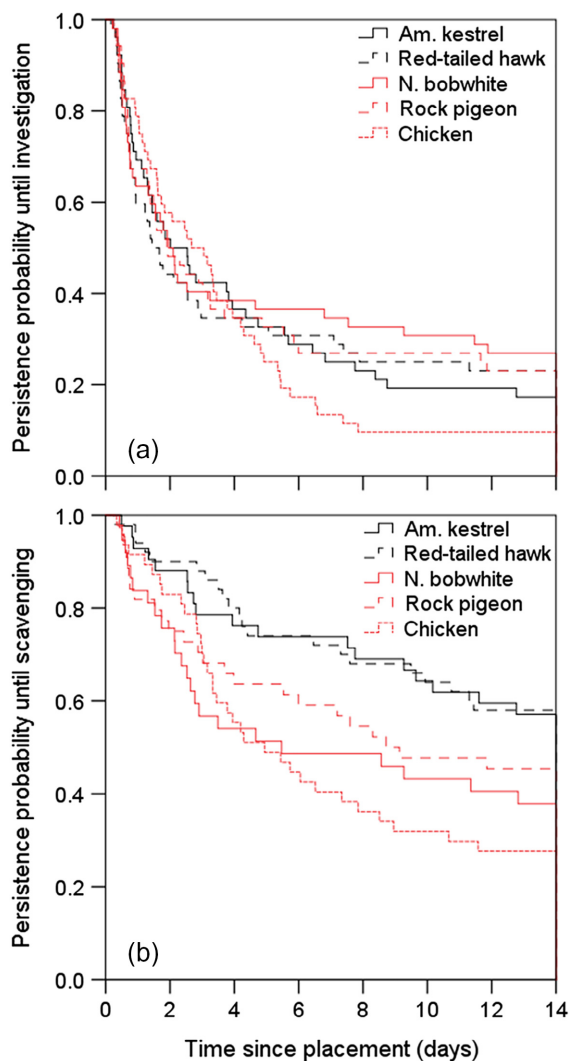 Persistence probability until investigation
1.0
0.8
0.6
0.4
0.2
0.0
Am. kestrel
Red-tailed hawk
N. bobwhite
Rock pigeon
Chicken
(a)
Persistence probability until scavenging
1.0
0.8
0.6
0.4
0.2
0.0
Am. kestrel
Red-tailed hawk
N. bobwhite
Rock pigeon
Chicken
(b)
0 2 4 6 8 10 12 14
Time since placement (days)